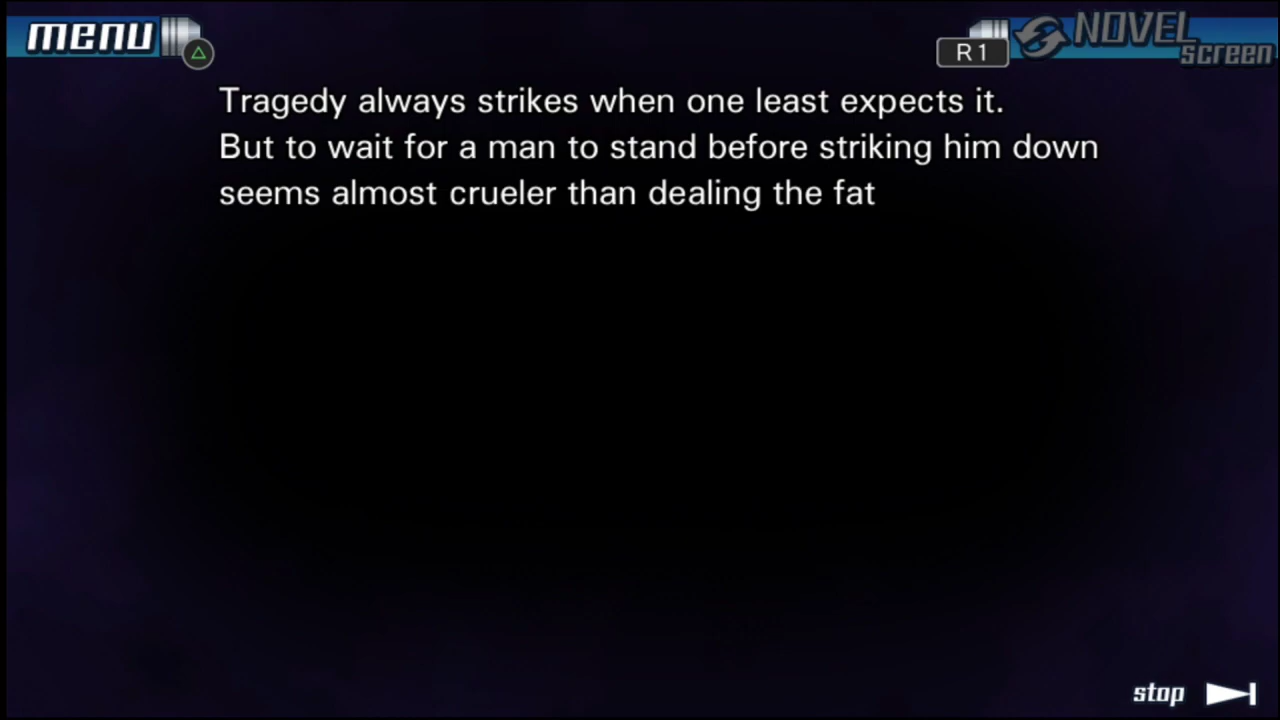 menu
R1
NOVEL
screen
Tragedy always strikes when one least expects it.
But to wait for a man to stand before striking him down
seems almost crueler than dealing the fat
stop